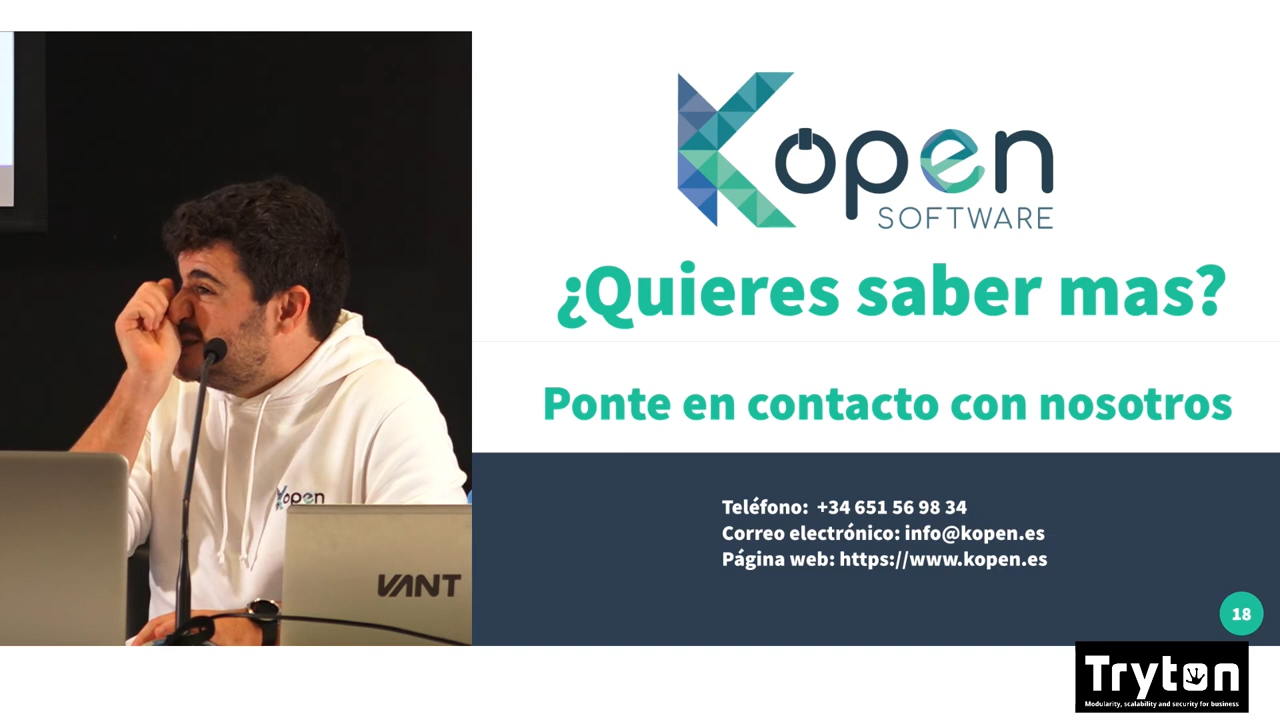 Kopen
SOFTWARE
¿Quieres saber mas?
Ponte en contacto con nosotros
Teléfono: +34 651 56 98 34
Correo electrónico: info@kopen.es
Página web: https://www.kopen.es
18
Kopen
VANT
Tryton
Modularity, scalability and security for business